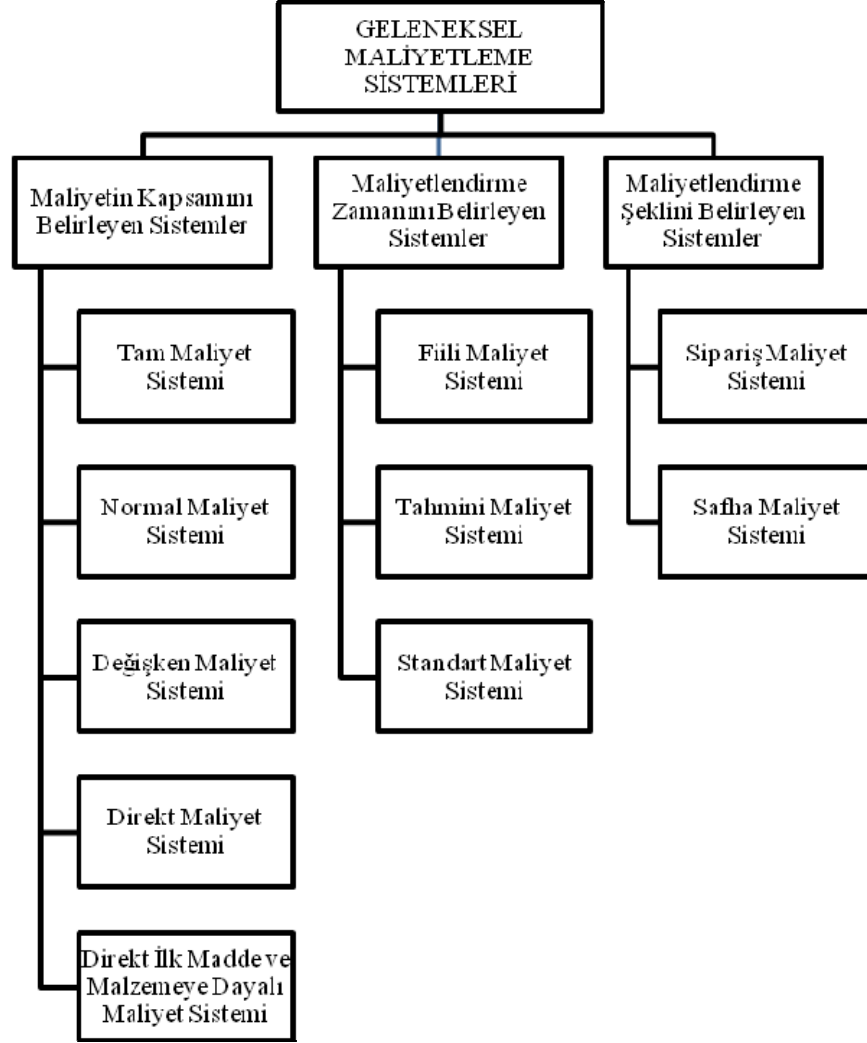 GELENEKSEL
MALİYETLEME
SİSTEMLERİ
Maliyetin Kapsamını
Belirleyen Sistemler
Tam Maliyet
Sistemi
Normal Maliyet
Sistemi
Değişken Maliyet
Sistemi
Direkt Maliyet
Sistemi
Direkt İlk Madde ve
Malzemeye Dayalı
Maliyet Sistemi
Maliyetlendirme
Zamanını Belirleyen
Sistemler
Fiili Maliyet
Sistemi
Tahmini Maliyet
Sistemi
Standart Maliyet
Sistemi
Maliyetlendirme
Şeklini Belirleyen
Sistemler
Sipariş Maliyet
Sistemi
Safha Maliyet
Sistemi